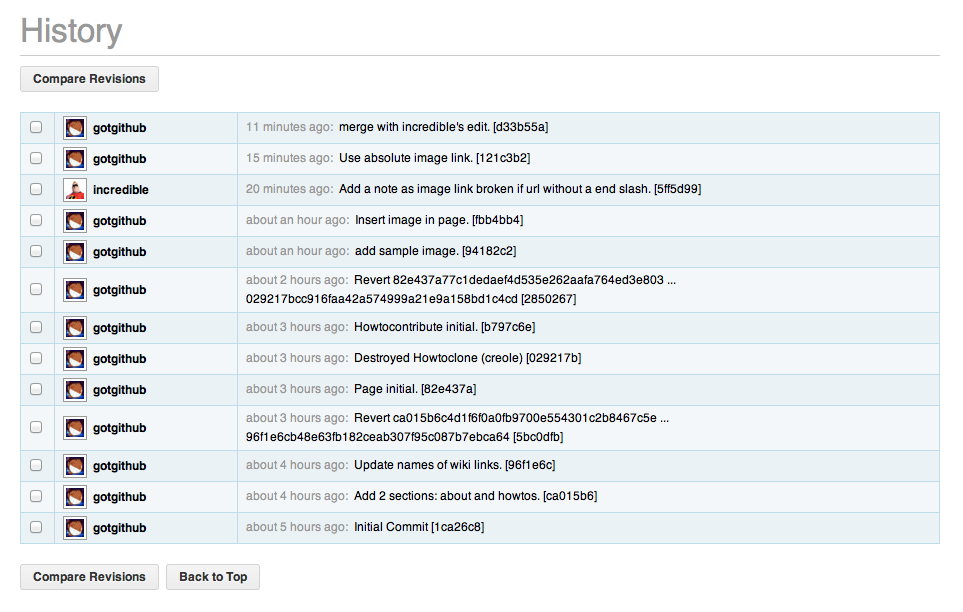 History
Compare Revisions
gotgithub 11 minutes ago: merge with incredible's edit. [d33b55a]
gotgithub 15 minutes ago: Use absolute image link. [121c3b2]
incredible 20 minutes ago: Add a note as image link broken if url without a end slash. [5ff5d99]
gotgithub about an hour ago: Insert image in page. [fbb4bb4]
gotgithub about an hour ago: add sample image. [94182c2]
gotgithub about 2 hours ago: Revert 82e437a77c1dedaef4d535e262aafa764ed3e803 ...
029217bcc916faa42a574999a21e9a158bd1c4cd [2850267]
gotgithub about 3 hours ago: Howtocontribute initial. [b797c6e]
gotgithub about 3 hours ago: Destroyed Howtoclone (creole) [029217b]
gotgithub about 3 hours ago: Page initial. [82e437a]
gotgithub about 3 hours ago: Revert ca015b6c4d1f6f0a0fb9700e554301c2b8467c5e ...
96f1e6cb48e63fb182ceab307f95c087b7ebca64 [5bc0dfb]
gotgithub about 4 hours ago: Update names of wiki links. [96f1e6c]
gotgithub about 4 hours ago: Add 2 sections: about and howtos. [ca015b6]
gotgithub about 5 hours ago: Initial Commit [1ca26c8]
Compare Revisions Back to Top